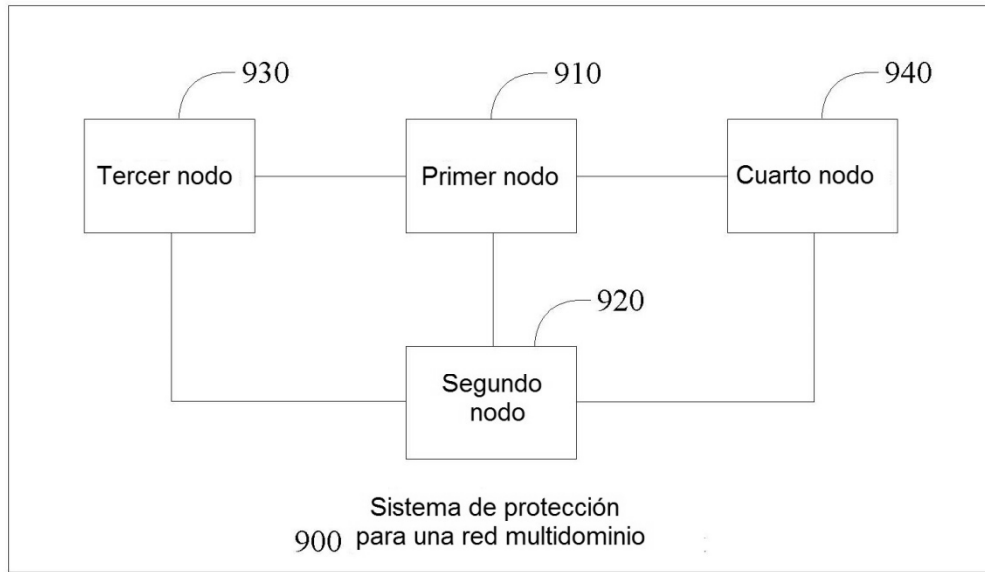 930
910
940
Tercer nodo
Primer nodo
Cuarto nodo
920
Segundo
nodo
Sistema de protección
900 para una red multidominio